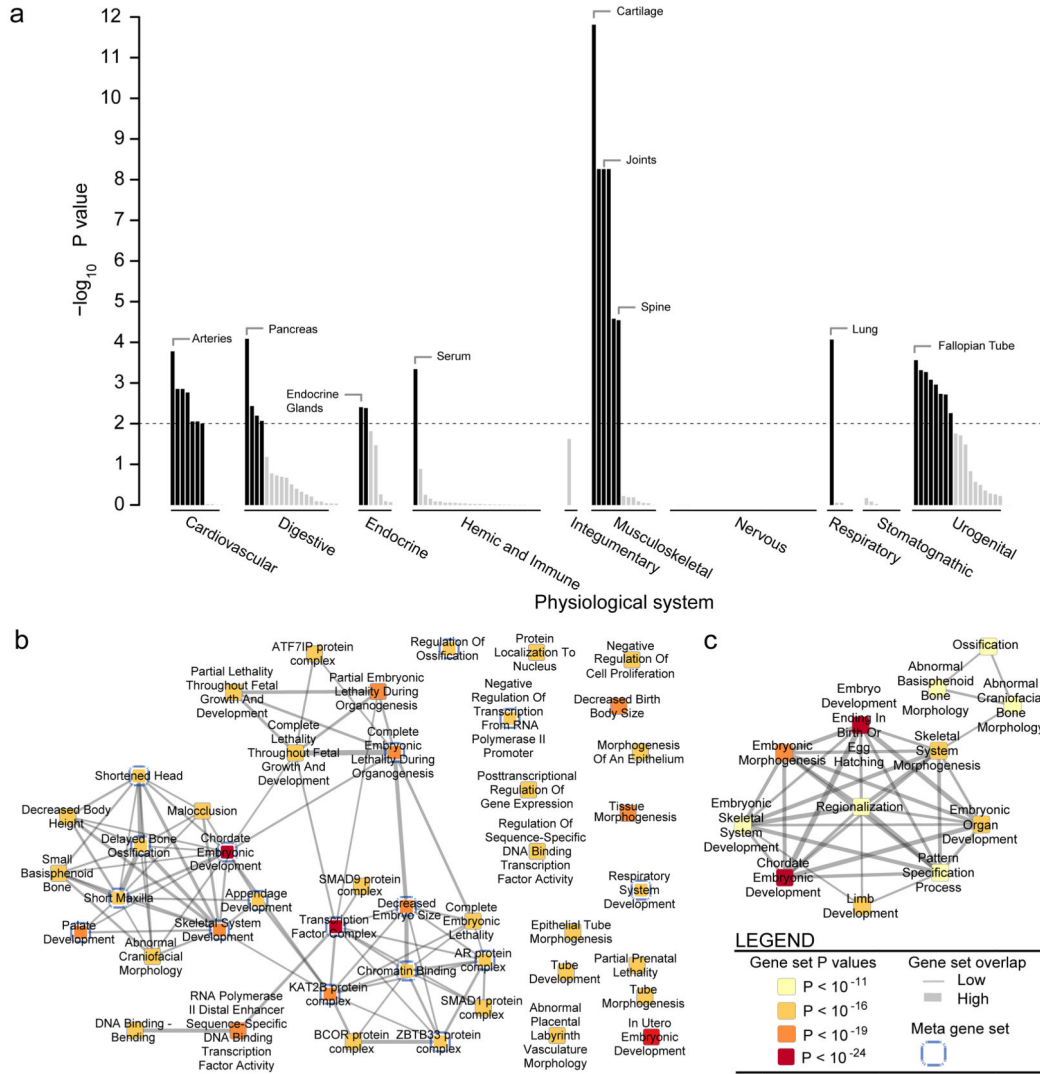 a
12
11
10
9
8
7
6
5
4
3
2
1
0
−log10 P value
Cartilage
Joints
Spine
Arteries
Pancreas
Endocrine
Glands
Serum
Lung
Fallopian Tube
Cardiovascular
Digestive
Endocrine
Hemic and Immune
Integumentary
Musculoskeletal
Nervous
Respiratory
Stomatognathic
Urogenital
Physiological system
b
ATF7IP protein
complex
Partial Lethality
Throughout Fetal
Growth And
Development
Partial Embryonic
Lethality During
Organogenesis
Complete Lethality
Throughout Fetal
Growth And
Development
Complete
Embryonic
Lethality During
Organogenesis
Regulation Of
Ossification
Protein
Localization To
Nucleus
Negative
Regulation Of
Cell Proliferation
Negative
Regulation Of
Transcription
From RNA
Polymerase II
Promoter
Decreased Birth
Body Size
Morphogenesis
Of An Epithelium
Posttranscriptional
Regulation Of
Gene Expression
Tissue
Morphogenesis
Regulation Of
Sequence-Specific
DNA Binding
Transcription
Factor Activity
Respiratory
System
Development
Shortened Head
Decreased Body
Height
Malocclusion
Delayed Bone
Ossification
Chordate
Embryonic
Development
Small
Basisphenoid
Bone
Short Maxilla
Appendage
Development
Palate
Development
Skeletal System
Development
Abnormal
Craniofacial
Morphology
SMAD9 protein
complex
Decreased
Embryo Size
Complete
Embryonic
Lethality
Transcription
Factor Complex
Chromatin Binding
AR protein
complex
KAT2B protein
complex
SMAD1 protein
complex
RNA Polymerase
II Distal Enhancer
Sequence-Specific
DNA Binding
Transcription
Factor Activity
DNA Binding -
Bending
BCOR protein
complex
ZBTB33 protein
complex
Epithelial Tube
Morphogenesis
Tube
Development
Partial Prenatal
Lethality
Tube
Morphogenesis
Abnormal
Placental
Labyrinth
Vasculature
Morphology
In Utero
Embryonic
Development
c
Ossification
Abnormal
Basisphenoid
Bone
Morphology
Abnormal
Craniofacial
Bone
Morphology
Embryo
Development
Ending In
Birth Or
Egg
Hatching
Embryonic
Morphogenesis
Skeletal
System
Morphogenesis
Regionalization
Embryonic
Skeletal
System
Development
Embryonic
Organ
Development
Chordate
Embryonic
Development
Pattern
Specification
Process
Limb
Development
LEGEND
Gene set P values
P < 10-11
P < 10-16
P < 10-19
P < 10-24
Gene set overlap
Low
High
Meta gene set